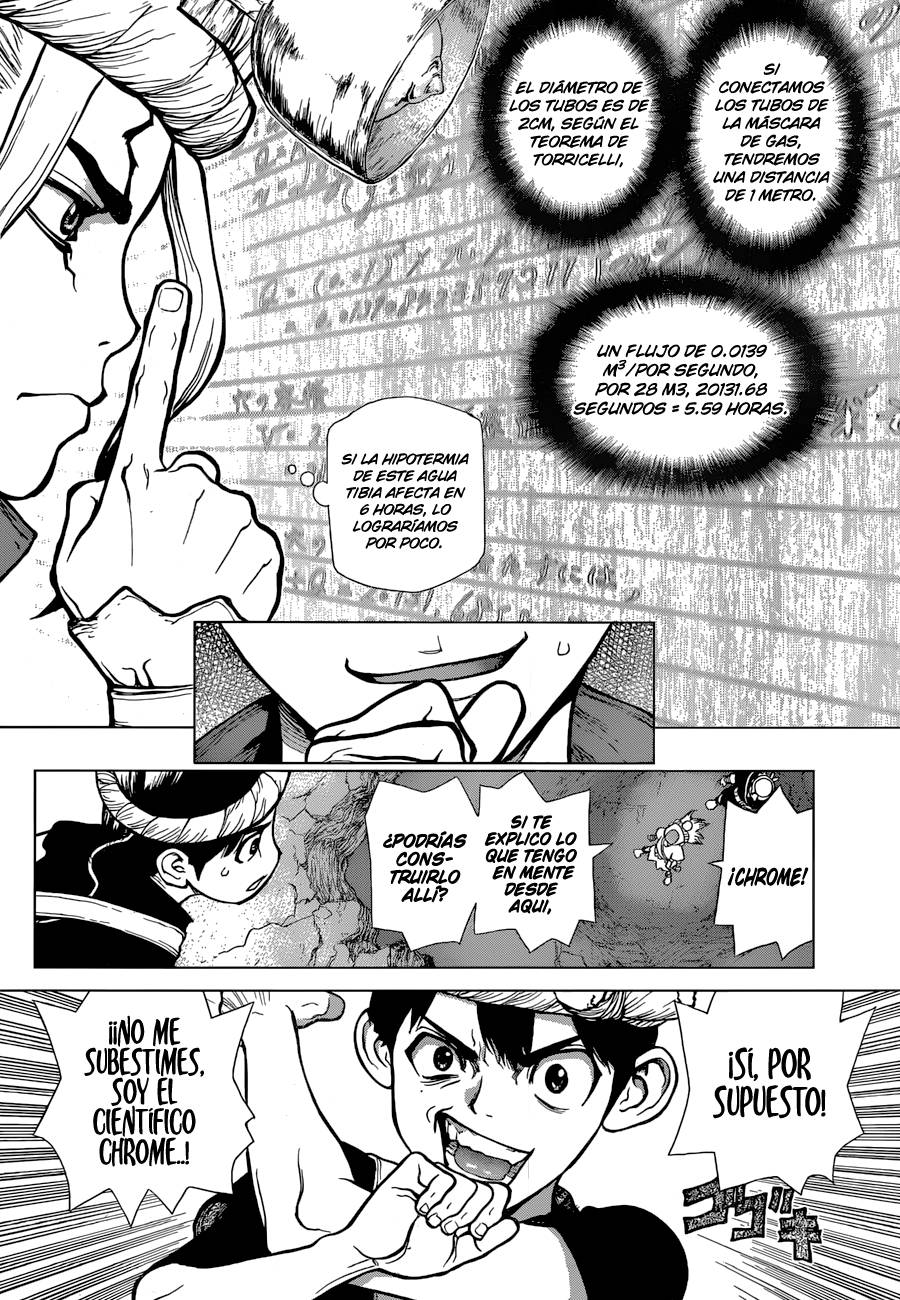 SI
CONECTAMOS
LOS TUBOS DE
LA MÁSCARA
DE GAS,
TENDREMOS
UNA DISTANCIA
DE 1 METRO.
EL DIÁMETRO DE
LOS TUBOS ES DE
2CM, SEGÚN EL
TEOREMA DE
TORRICELLI,
UN FLUJO DE 0.0139
M³/POR SEGUNDO,
POR 28 M3, 20131.68
SEGUNDOS = 5.59 HORAS.
SI LA HIPOTERMIA
DE ESTE AGUA
TIBIA AFECTA EN
6 HORAS, LO
LOGRARÍAMOS
POR POCO.
¡CHROME!
SI TE
EXPLICO LO
QUE TENGO
EN MENTE
DESDE
AQUI,
¿PODRÍAS
CONS-
TRUIRLO
ALLÍ?
¡SÍ, POR
SUPUESTO!
¡¡NO ME
SUBESTIMES,
SOY EL
CIENTÍFICO
CHROME..!